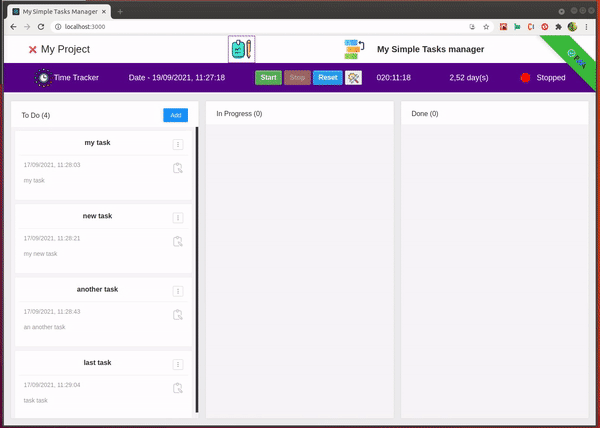 My Simple Tasks Manager
localhost:3000
My Project
My Simple Tasks manager
Time Tracker
Date - 19/09/2021, 11:27:18
Start
Stop
Reset
020:11:18
2,52 day(s)
Stopped
To Do (4)
Add
In Progress (0)
Done (0)
my task
17/09/2021, 11:28:03
my task
new task
17/09/2021, 11:28:21
my new task
another task
17/09/2021, 11:28:43
an another task
last task
17/09/2021, 11:29:04
task task